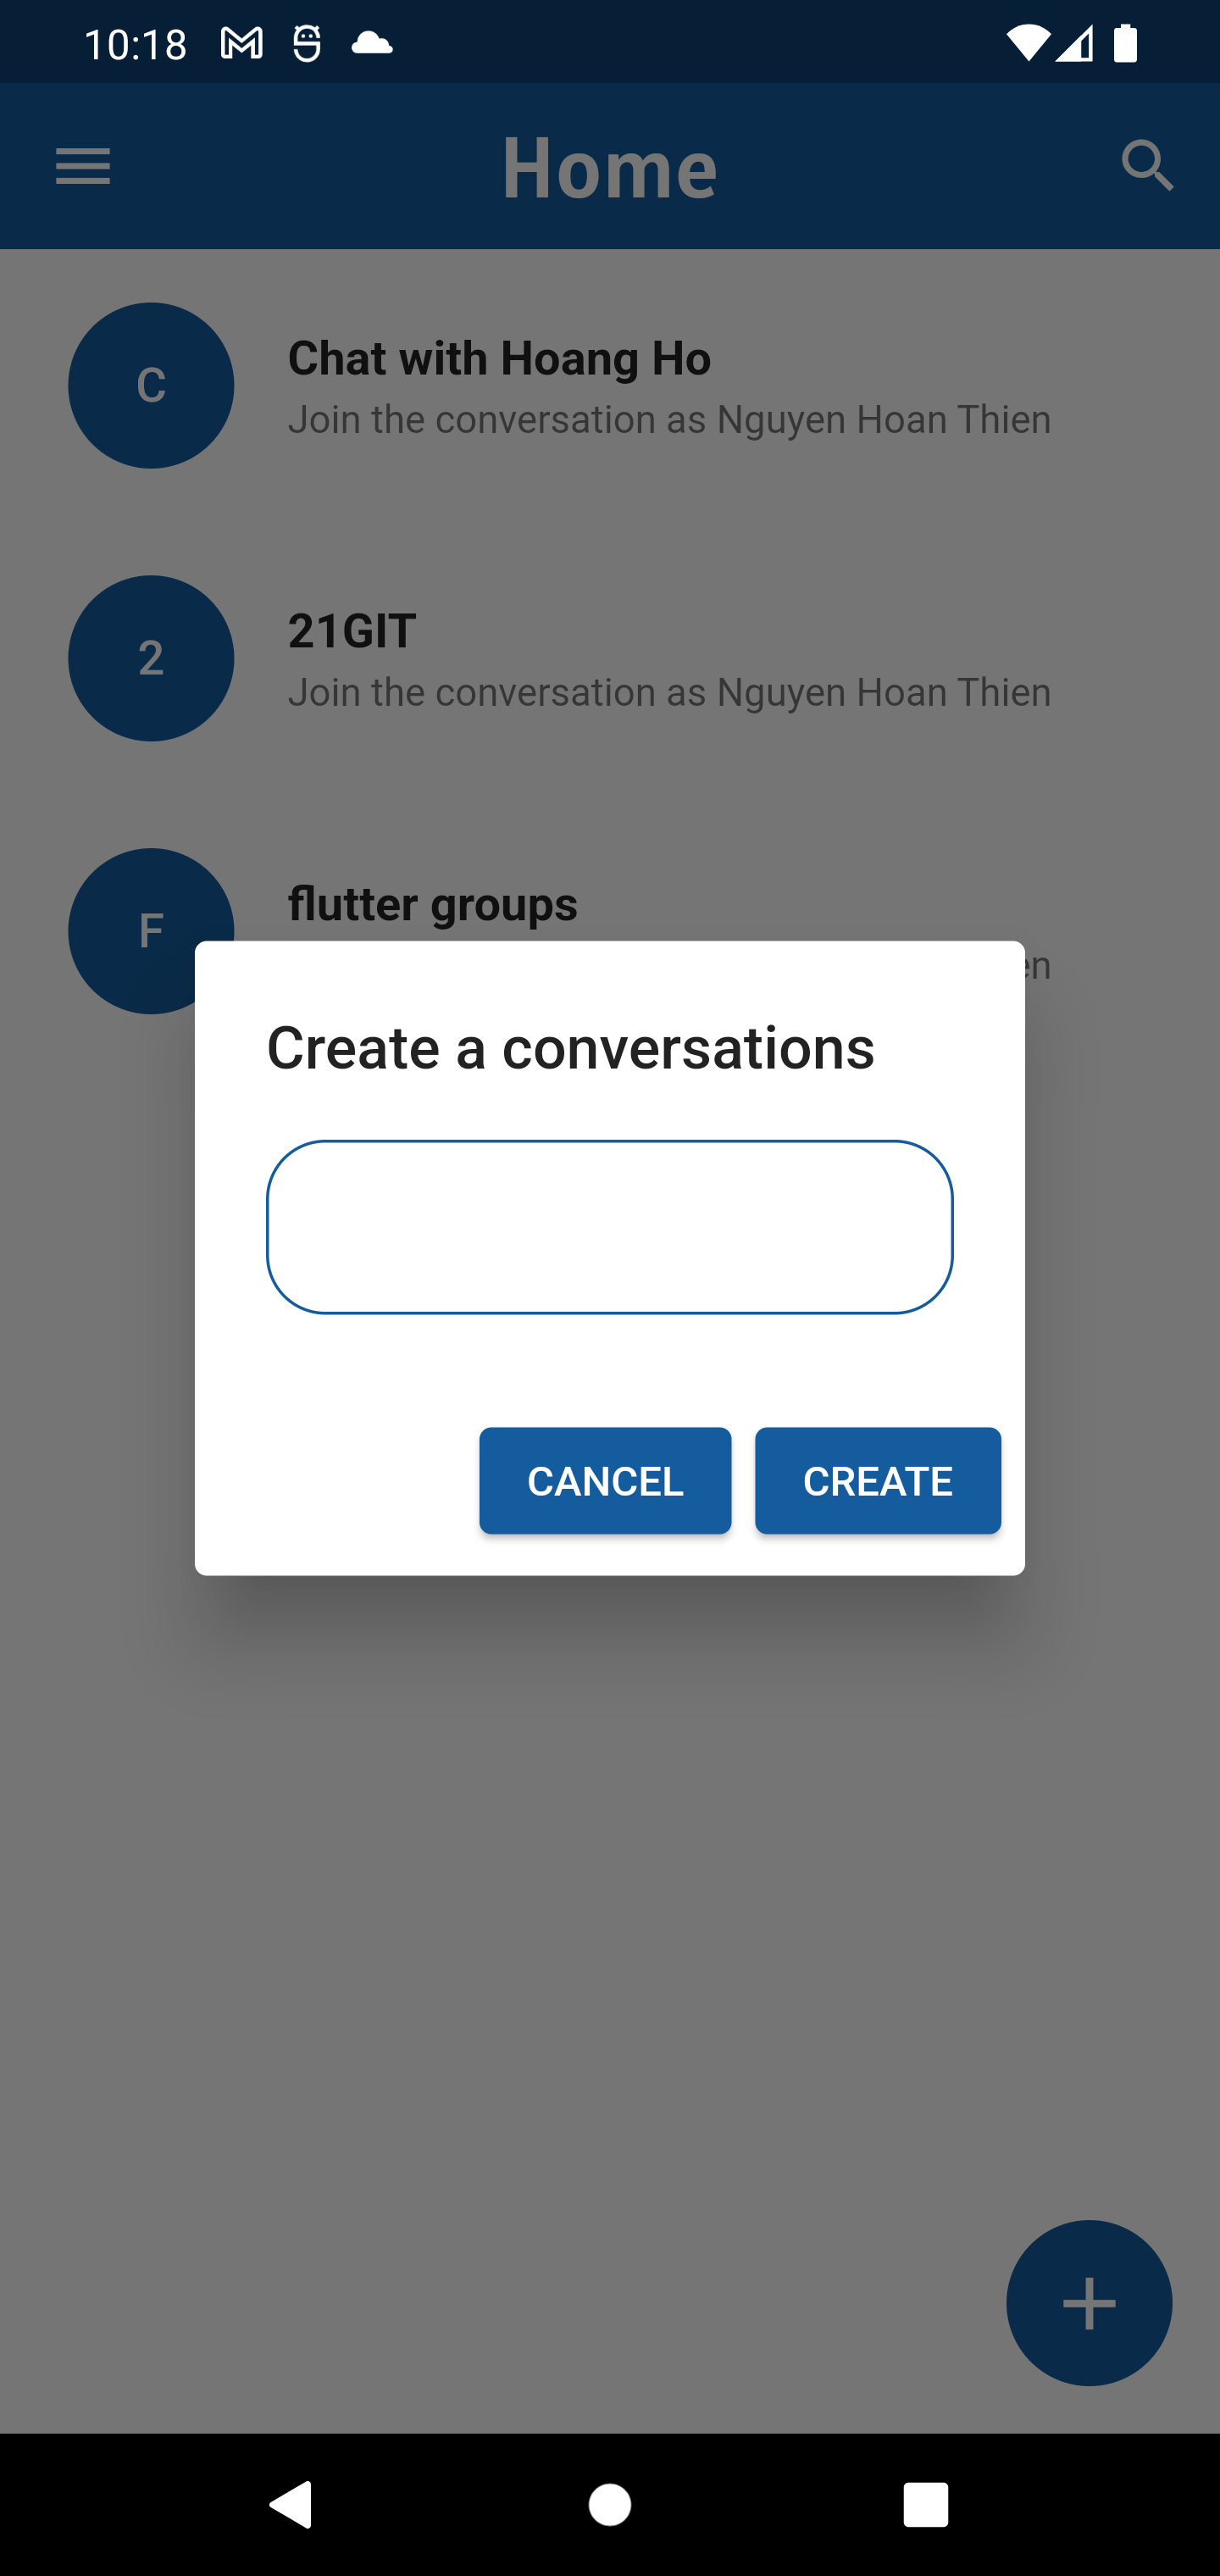 10:18
Home
C
Chat with Hoang Ho
Join the conversation as Nguyen Hoan Thien
2
21GIT
Join the conversation as Nguyen Hoan Thien
F
flutter groups
en
Create a conversations
CANCEL CREATE